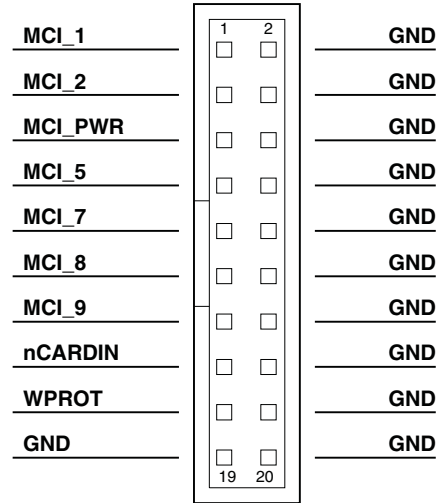 1 2
MCI_1 GND
MCI_2 GND
MCI_PWR GND
MCI_5 GND
MCI_7 GND
MCI_8 GND
MCI_9 GND
nCARDIN GND
WPROT GND
GND GND
19 20